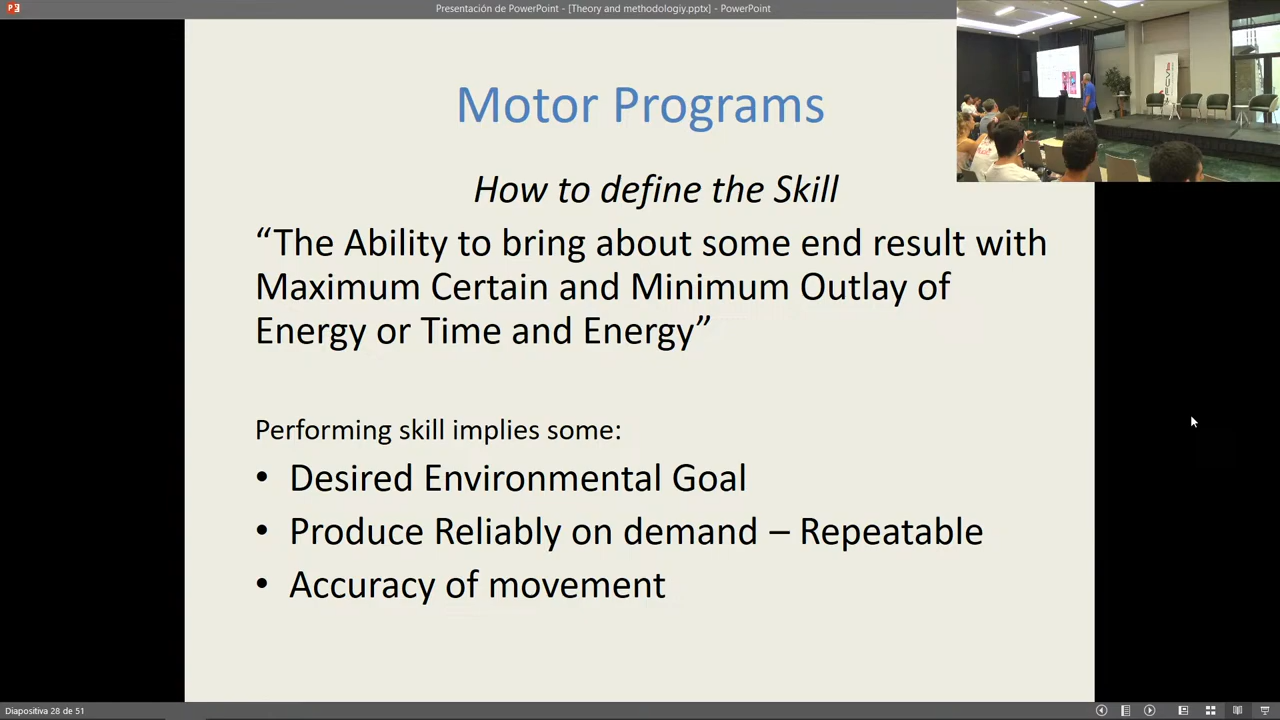 Presentación de PowerPoint - [Theory and methodologiy.pptx] - PowerPoint
Motor Programs
How to define the Skill
“The Ability to bring about some end result with
Maximum Certain and Minimum Outlay of
Energy or Time and Energy”
Performing skill implies some:
• Desired Environmental Goal
• Produce Reliably on demand – Repeatable
• Accuracy of movement
Diapositiva 28 de 51